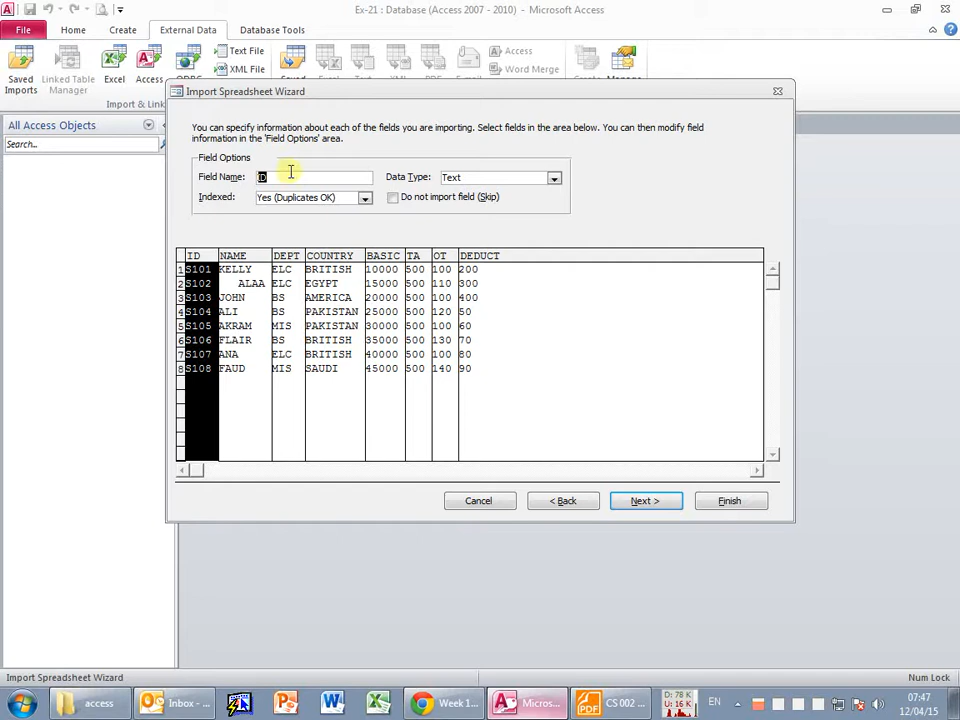 Ex-21 : Database (Access 2007 - 2010) - Microsoft Access
File Home Create External Data Database Tools
Saved Imports
Linked Table Manager
Excel
Access
Text File
XML File
Access
Word Merge
Import & Link
Import Spreadsheet Wizard
All Access Objects
Search...
You can specify information about each of the fields you are importing. Select fields in the area below. You can then modify field
information in the 'Field Options' area.
Field Options
Field Name: ID Data Type: Text
Indexed: Yes (Duplicates OK) Do not import field (Skip)
ID NAME DEPT COUNTRY BASIC TA OT DEDUCT
1 S101 KELLY ELC BRITISH 10000 500 100 200
2 S102 ALAA ELC EGYPT 15000 500 110 300
3 S103 JOHN BS AMERICA 20000 500 100 400
4 S104 ALI BS PAKISTAN 25000 500 120 50
5 S105 AKRAM MIS PAKISTAN 30000 500 100 60
6 S106 FLAIR BS BRITISH 35000 500 130 70
7 S107 ANA ELC BRITISH 40000 500 100 80
8 S108 FAUD MIS SAUDI 45000 500 140 90
Cancel < Back Next > Finish
Import Spreadsheet Wizard Num Lock
access Inbox - ... Week 1... Micros... CS 002 ... D: 78 K U: 16 K EN 07:47
12/04/15